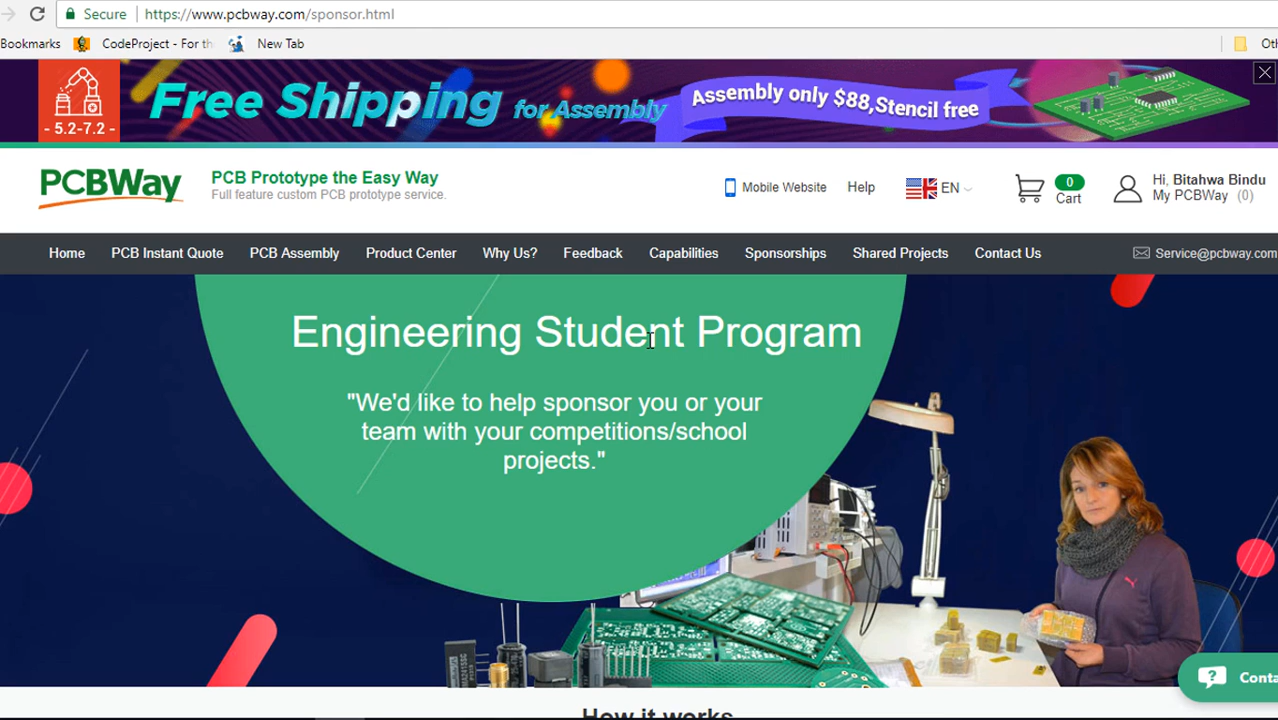 Secure https://www.pcbway.com/sponsor.html
Bookmarks CodeProject - For th New Tab
Free Shipping for Assembly
Assembly only $88,Stencil free
- 5.2-7.2 -
PCBWay
PCB Prototype the Easy Way
Full feature custom PCB prototype service.
Mobile Website Help EN 0 Cart
Hi, Bitahwa Bindu
My PCBWay (0)
Home PCB Instant Quote PCB Assembly Product Center Why Us? Feedback Capabilities Sponsorships Shared Projects Contact Us Service@pcbway.com
Engineering Student Program
"We'd like to help sponsor you or your
team with your competitions/school
projects."
How it works